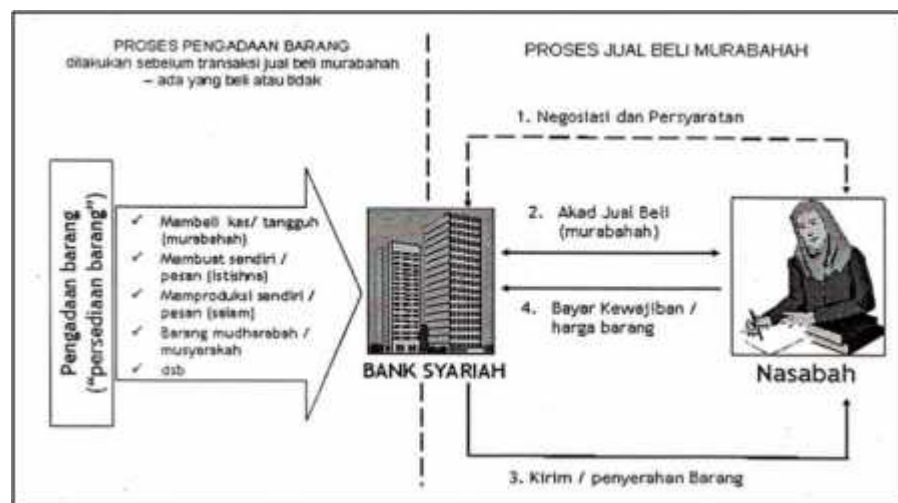 PROSES PENGADAAN BARANG
dilakukan sebelum transaksi jual beli murabahah
– ada yang beli atau tidak
PROSES JUAL BELI MURABAHAH
1. Negosiasi dan Persyaratan
Pengadaan barang
("persediaan barang")
✓ Membeli kas/ tangguh
(murabahah)
✓ Membuat sendiri /
pesan (istishna)
✓ Memproduksi sendiri /
pesan (salam)
✓ Barang mudharabah /
musyarakah
✓ dsb
2. Akad Jual Beli
(murabahah)
4. Bayar Kewajiban /
harga barang
BANK SYARIAH
Nasabah
3. Kirim / penyerahan Barang